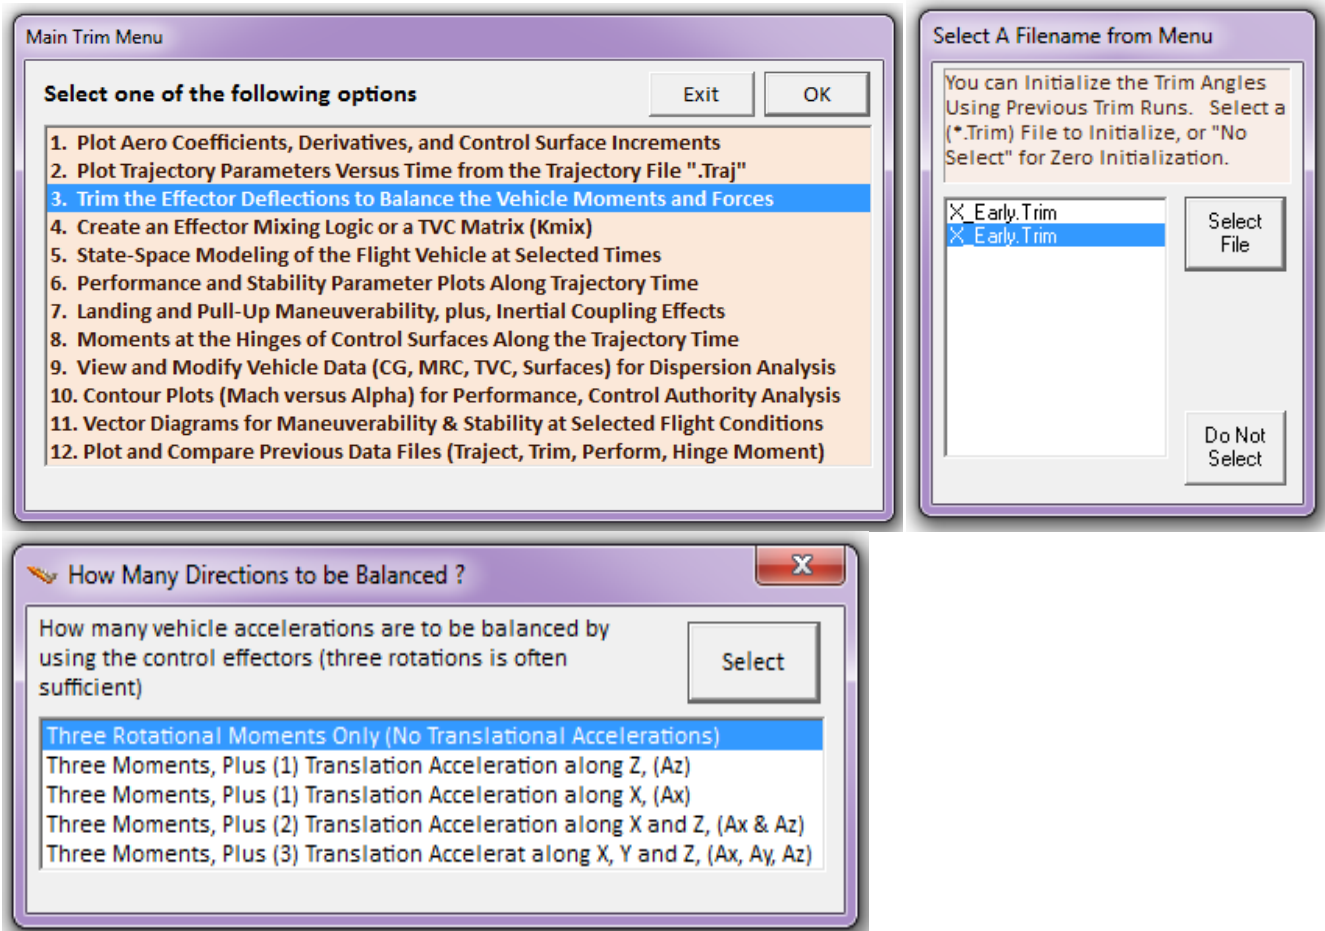 Main Trim Menu
Select one of the following options
Exit
OK
1. Plot Aero Coefficients, Derivatives, and Control Surface Increments
2. Plot Trajectory Parameters Versus Time from the Trajectory File ".Traj"
3. Trim the Effector Deflections to Balance the Vehicle Moments and Forces
4. Create an Effector Mixing Logic or a TVC Matrix (Kmix)
5. State-Space Modeling of the Flight Vehicle at Selected Times
6. Performance and Stability Parameter Plots Along Trajectory Time
7. Landing and Pull-Up Maneuverability, plus, Inertial Coupling Effects
8. Moments at the Hinges of Control Surfaces Along the Trajectory Time
9. View and Modify Vehicle Data (CG, MRC, TVC, Surfaces) for Dispersion Analysis
10. Contour Plots (Mach versus Alpha) for Performance, Control Authority Analysis
11. Vector Diagrams for Maneuverability & Stability at Selected Flight Conditions
12. Plot and Compare Previous Data Files (Traject, Trim, Perform, Hinge Moment)
Select A Filename from Menu
You can Initialize the Trim Angles
Using Previous Trim Runs. Select a
(*.Trim) File to Initialize, or "No
Select" for Zero Initialization.
X_Early.Trim
X_Early.Trim
Select
File
Do Not
Select
How Many Directions to be Balanced ?
How many vehicle accelerations are to be balanced by
using the control effectors (three rotations is often
sufficient)
Select
Three Rotational Moments Only (No Translational Accelerations)
Three Moments, Plus (1) Translation Acceleration along Z, (Az)
Three Moments, Plus (1) Translation Acceleration along X, (Ax)
Three Moments, Plus (2) Translation Acceleration along X and Z, (Ax & Az)
Three Moments, Plus (3) Translation Accelerat along X, Y and Z, (Ax, Ay, Az)